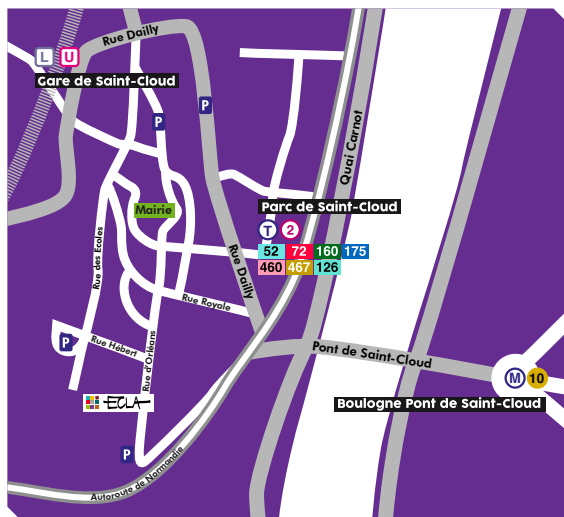 Rue Dailly
L U
Gare de Saint-Cloud
P
P
Quai Carnot
Mairie
Parc de Saint-Cloud
T 2
52 72 160 175
460 467 126
Rue des Ecoles
Rue Dailly
Rue Royale
P
Rue Hébert
Rue d'Orléans
Pont de Saint-Cloud
M 10
Boulogne Pont de Saint-Cloud
ECLA
P
Autoroute de Normandie